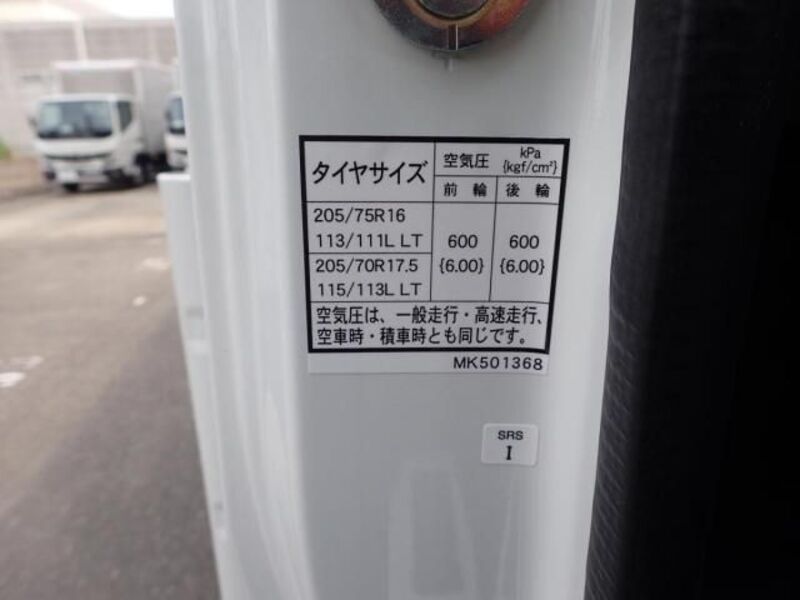 タイヤサイズ
空気圧 kPa
{kgf/cm²}
前 輪 後 輪
205/75R16
113/111L LT
205/70R17.5
115/113L LT
600 600
{6.00} {6.00}
空気圧は、一般走行・高速走行、
空車時・積車時とも同じです。
MK501368
SRS
I